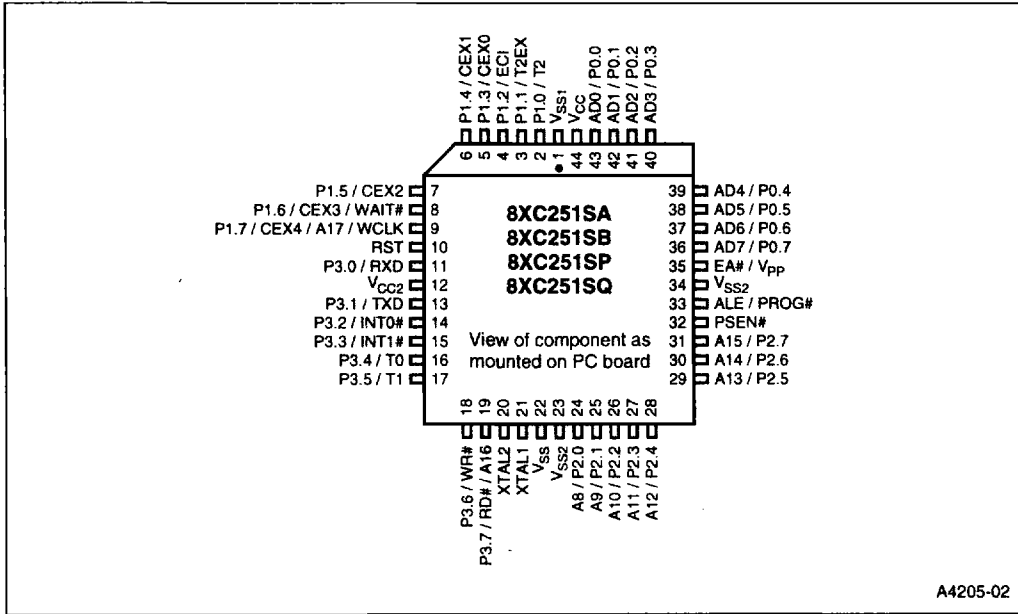 P1.4 / CEX1
P1.3 / CEX0
P1.2 / ECI
P1.1 / T2EX
P1.0 / T2
VSS1
VCC
AD0 / P0.0
AD1 / P0.1
AD2 / P0.2
AD3 / P0.3
6 5 4 3 2 1 44 43 42 41 40
P1.5 / CEX2 7
P1.6 / CEX3 / WAIT# 8
P1.7 / CEX4 / A17 / WCLK 9
RST 10
P3.0 / RXD 11
VCC2 12
P3.1 / TXD 13
P3.2 / INT0# 14
P3.3 / INT1# 15
P3.4 / T0 16
P3.5 / T1 17
8XC251SA
8XC251SB
8XC251SP
8XC251SQ
View of component as
mounted on PC board
39 AD4 / P0.4
38 AD5 / P0.5
37 AD6 / P0.6
36 AD7 / P0.7
35 EA# / VPP
34 VSS2
33 ALE / PROG#
32 PSEN#
31 A15 / P2.7
30 A14 / P2.6
29 A13 / P2.5
18 19 20 21 22 23 24 25 26 27 28
P3.6 / WR#
P3.7 / RD# / A16
XTAL2
XTAL1
VSS
VSS2
A8 / P2.0
A9 / P2.1
A10 / P2.2
A11 / P2.3
A12 / P2.4
A4205-02